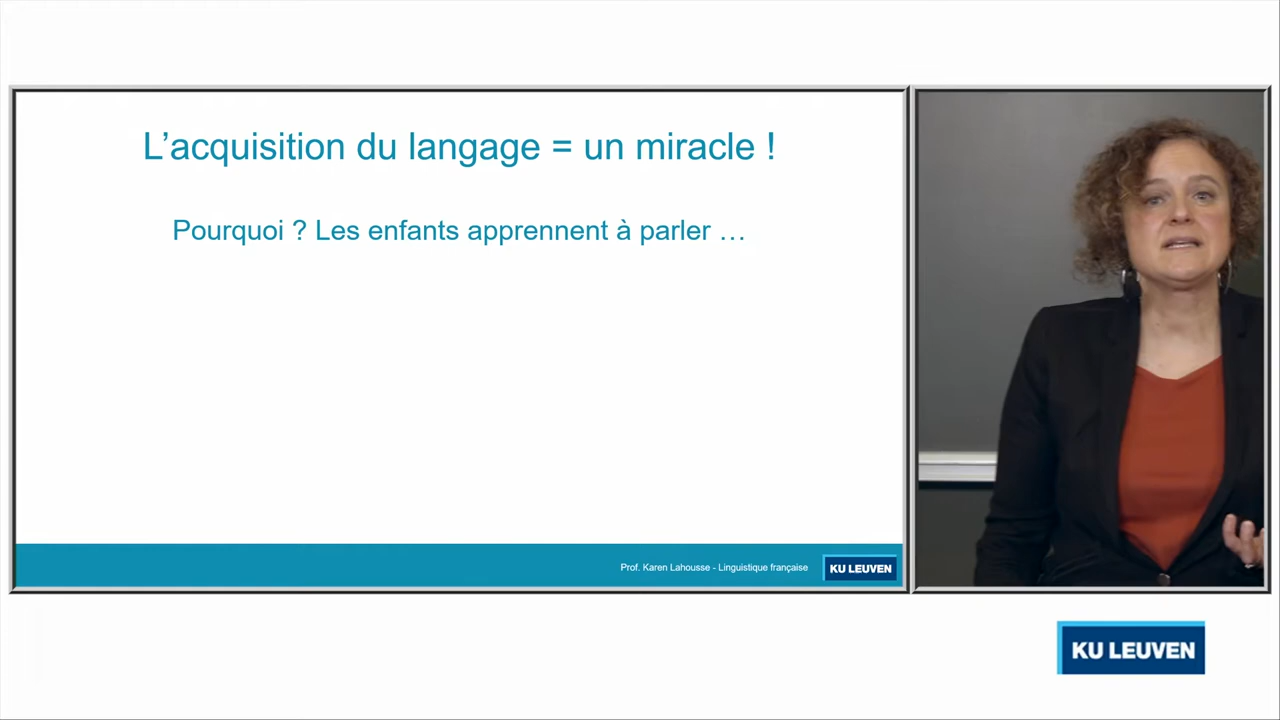 L’acquisition du langage = un miracle !
Pourquoi ? Les enfants apprennent à parler …
Prof. Karen Lahousse - Linguistique française
KU LEUVEN
KU LEUVEN